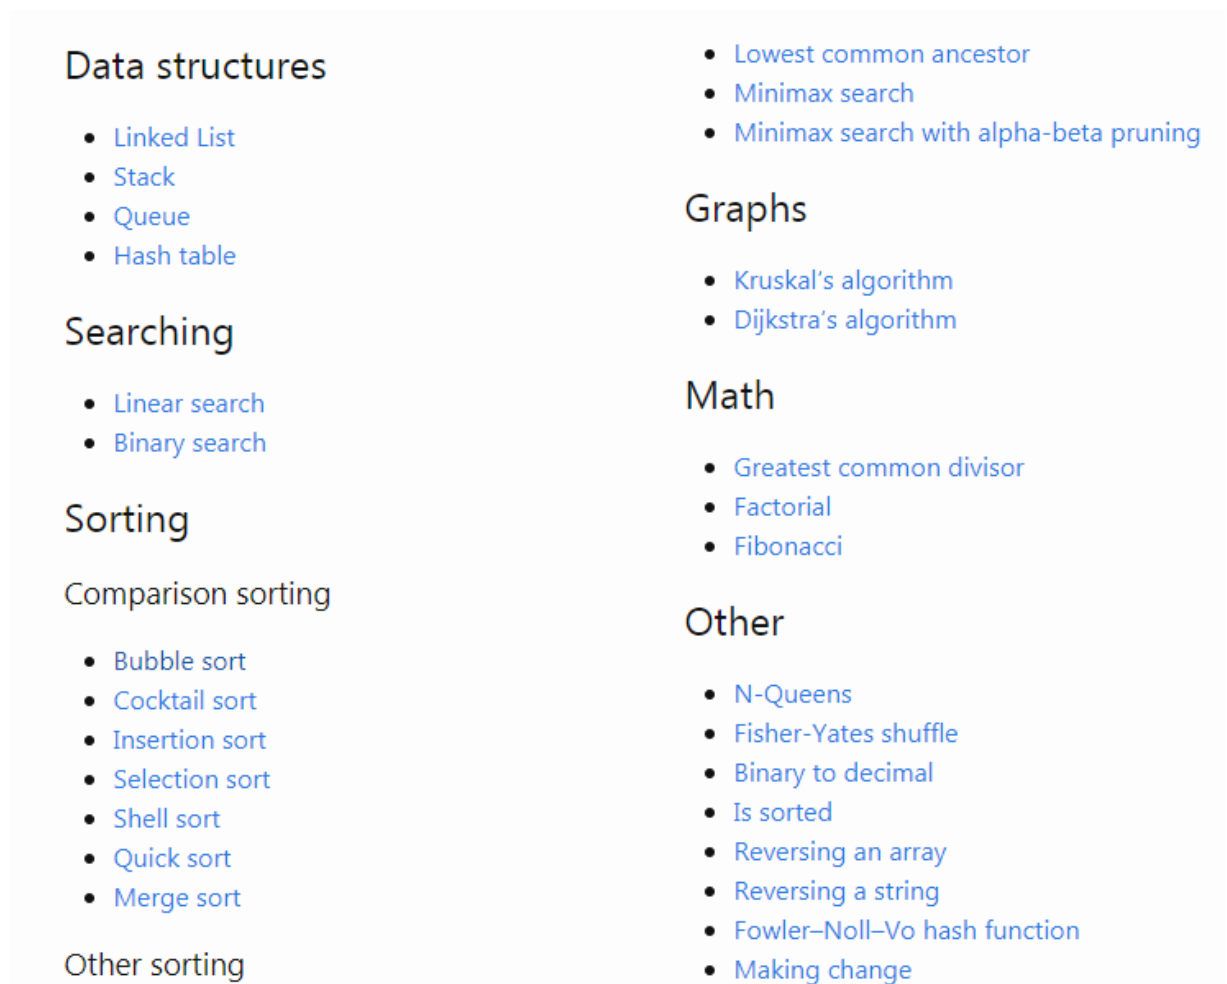 Data structures
Linked List
Stack
Queue
Hash table
Searching
Linear search
Binary search
Sorting
Comparison sorting
Bubble sort
Cocktail sort
Insertion sort
Selection sort
Shell sort
Quick sort
Merge sort
Other sorting
Lowest common ancestor
Minimax search
Minimax search with alpha-beta pruning
Graphs
Kruskal's algorithm
Dijkstra's algorithm
Math
Greatest common divisor
Factorial
Fibonacci
Other
N-Queens
Fisher-Yates shuffle
Binary to decimal
Is sorted
Reversing an array
Reversing a string
Fowler–Noll–Vo hash function
Making change